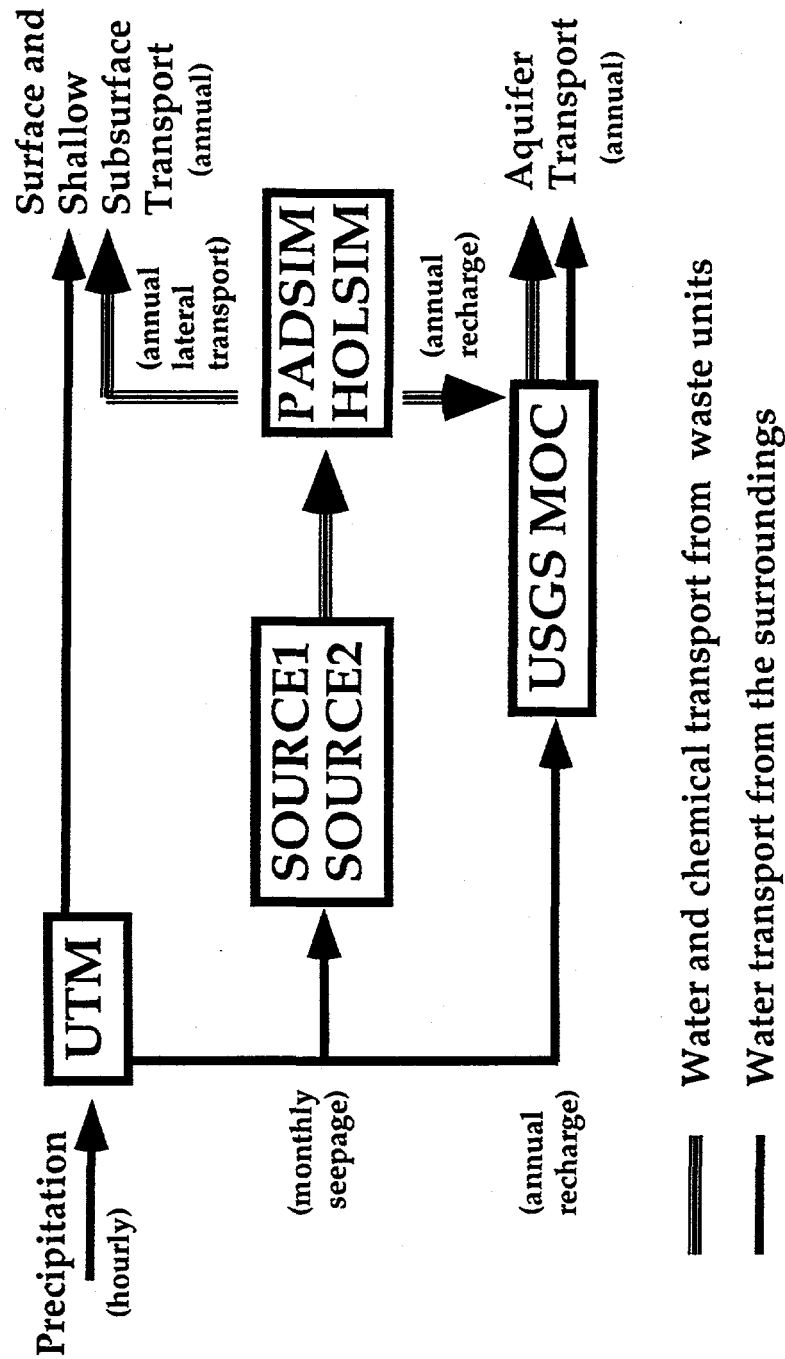 Precipitation
(hourly)
UTM
Surface and
Shallow
Subsurface
Transport
(annual)
(monthly
seepage)
SOURCE1
SOURCE2
(annual
lateral
transport)
PADSIM
HOLSIM
(annual
recharge)
(annual
recharge)
USGS MOC
Aquifer
Transport
(annual)
Water and chemical transport from waste units
Water transport from the surroundings